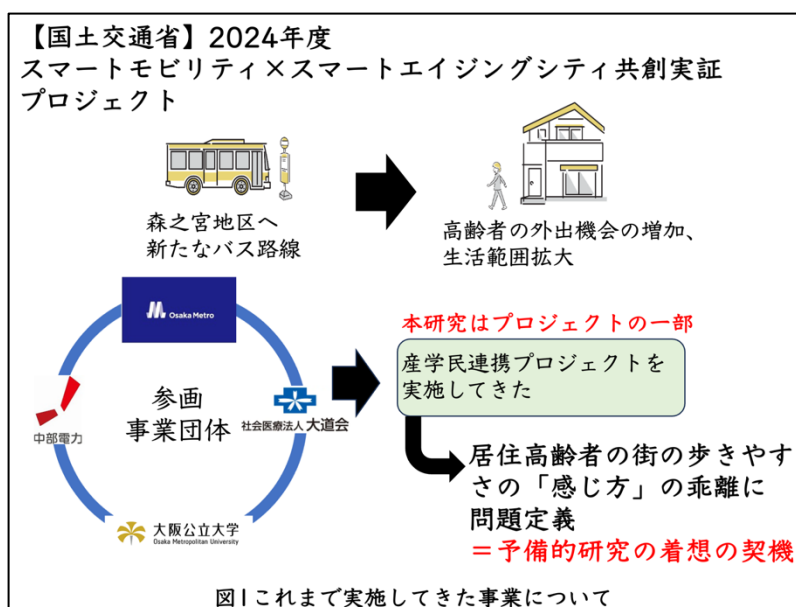 【国土交通省】2024年度
スマートモビリティ×スマートエイジングシティ共創実証
プロジェクト
森之宮地区へ
新たなバス路線
高齢者の外出機会の増加、
生活範囲拡大
Osaka Metro
本研究はプロジェクトの一部
産学民連携プロジェクトを
実施してきた
参画
事業団体
中部電力
社会医療法人 大道会
大阪公立大学
Osaka Metropolitan University
居住高齢者の街の歩きやす
さの「感じ方」の乖離に
問題定義
＝予備的研究の着想の契機
図1これまで実施してきた事業について